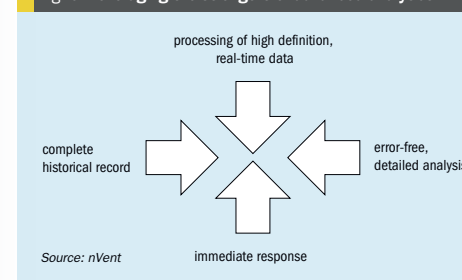 processing of high definition,
real-time data
complete
historical record
error-free,
detailed analysis
Source: nVent
immediate response